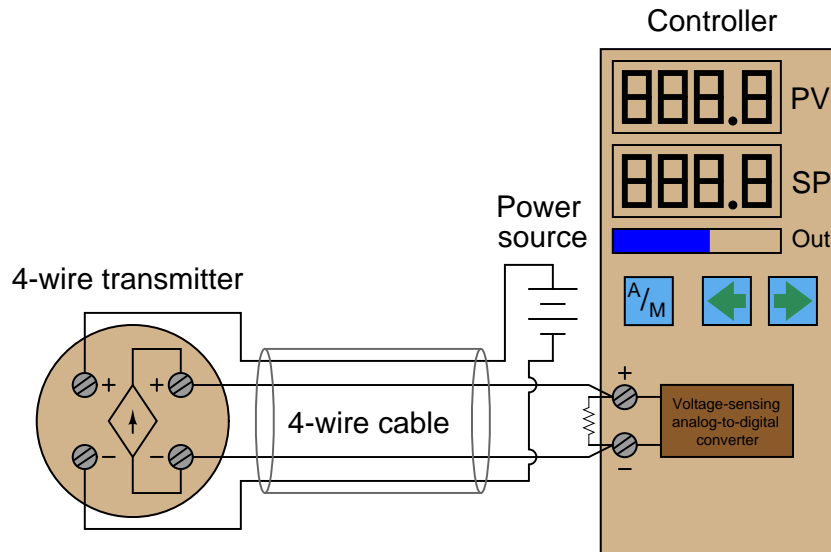 Controller
888.8
PV
888.8
SP
Power
source
Out
4-wire transmitter
A/M
+
+
+
4-wire cable
Voltage-sensing
analog-to-digital
converter
−
−
−